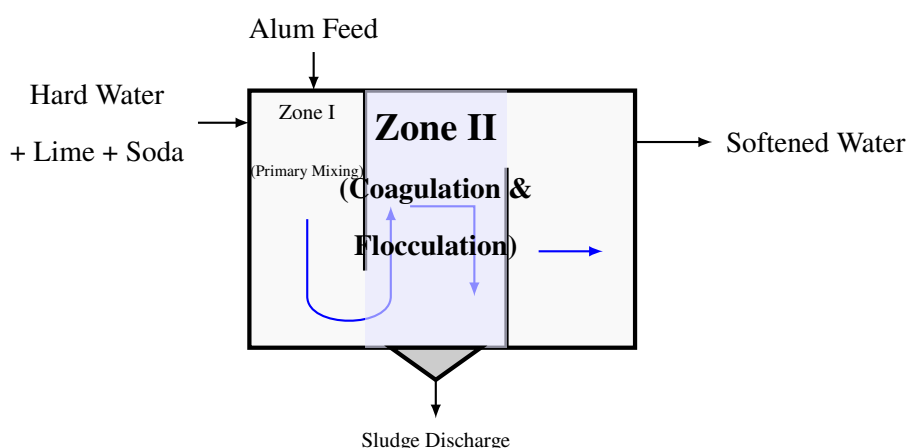 Alum Feed
Hard Water
+ Lime + Soda
Zone I
(Primary Mixing)
Zone II
(Coagulation &
Flocculation)
Softened Water
Sludge Discharge